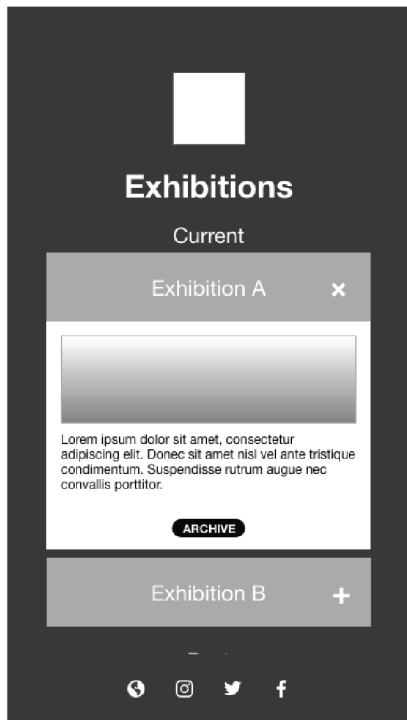 Exhibitions
Current
Exhibition A
Lorem ipsum dolor sit amet, consectetur
adipiscing elit. Donec sit amet nisl vel ante tristique
condimentum. Suspendisse rutrum augue nec
convallis porttitor.
ARCHIVE
Exhibition B